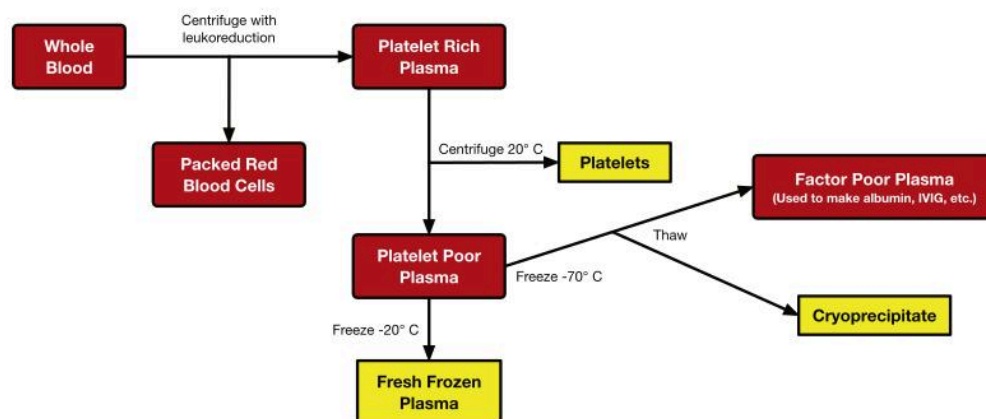 Centrifuge with
leukoreduction
Whole
Blood
Platelet Rich
Plasma
Packed Red
Blood Cells
Centrifuge 20° C
Platelets
Factor Poor Plasma
(Used to make albumin, IVIG, etc.)
Platelet Poor
Plasma
Thaw
Freeze -70° C
Cryoprecipitate
Freeze -20° C
Fresh Frozen
Plasma